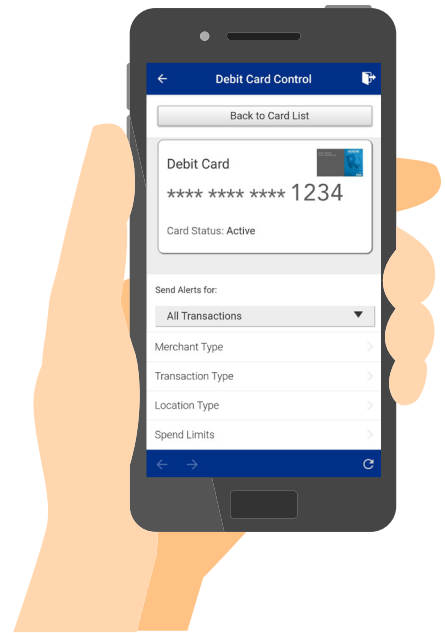 Debit Card Control
Back to Card List
Debit Card
**** **** **** 1234
Card Status: Active
Send Alerts for:
All Transactions
Merchant Type
Transaction Type
Location Type
Spend Limits